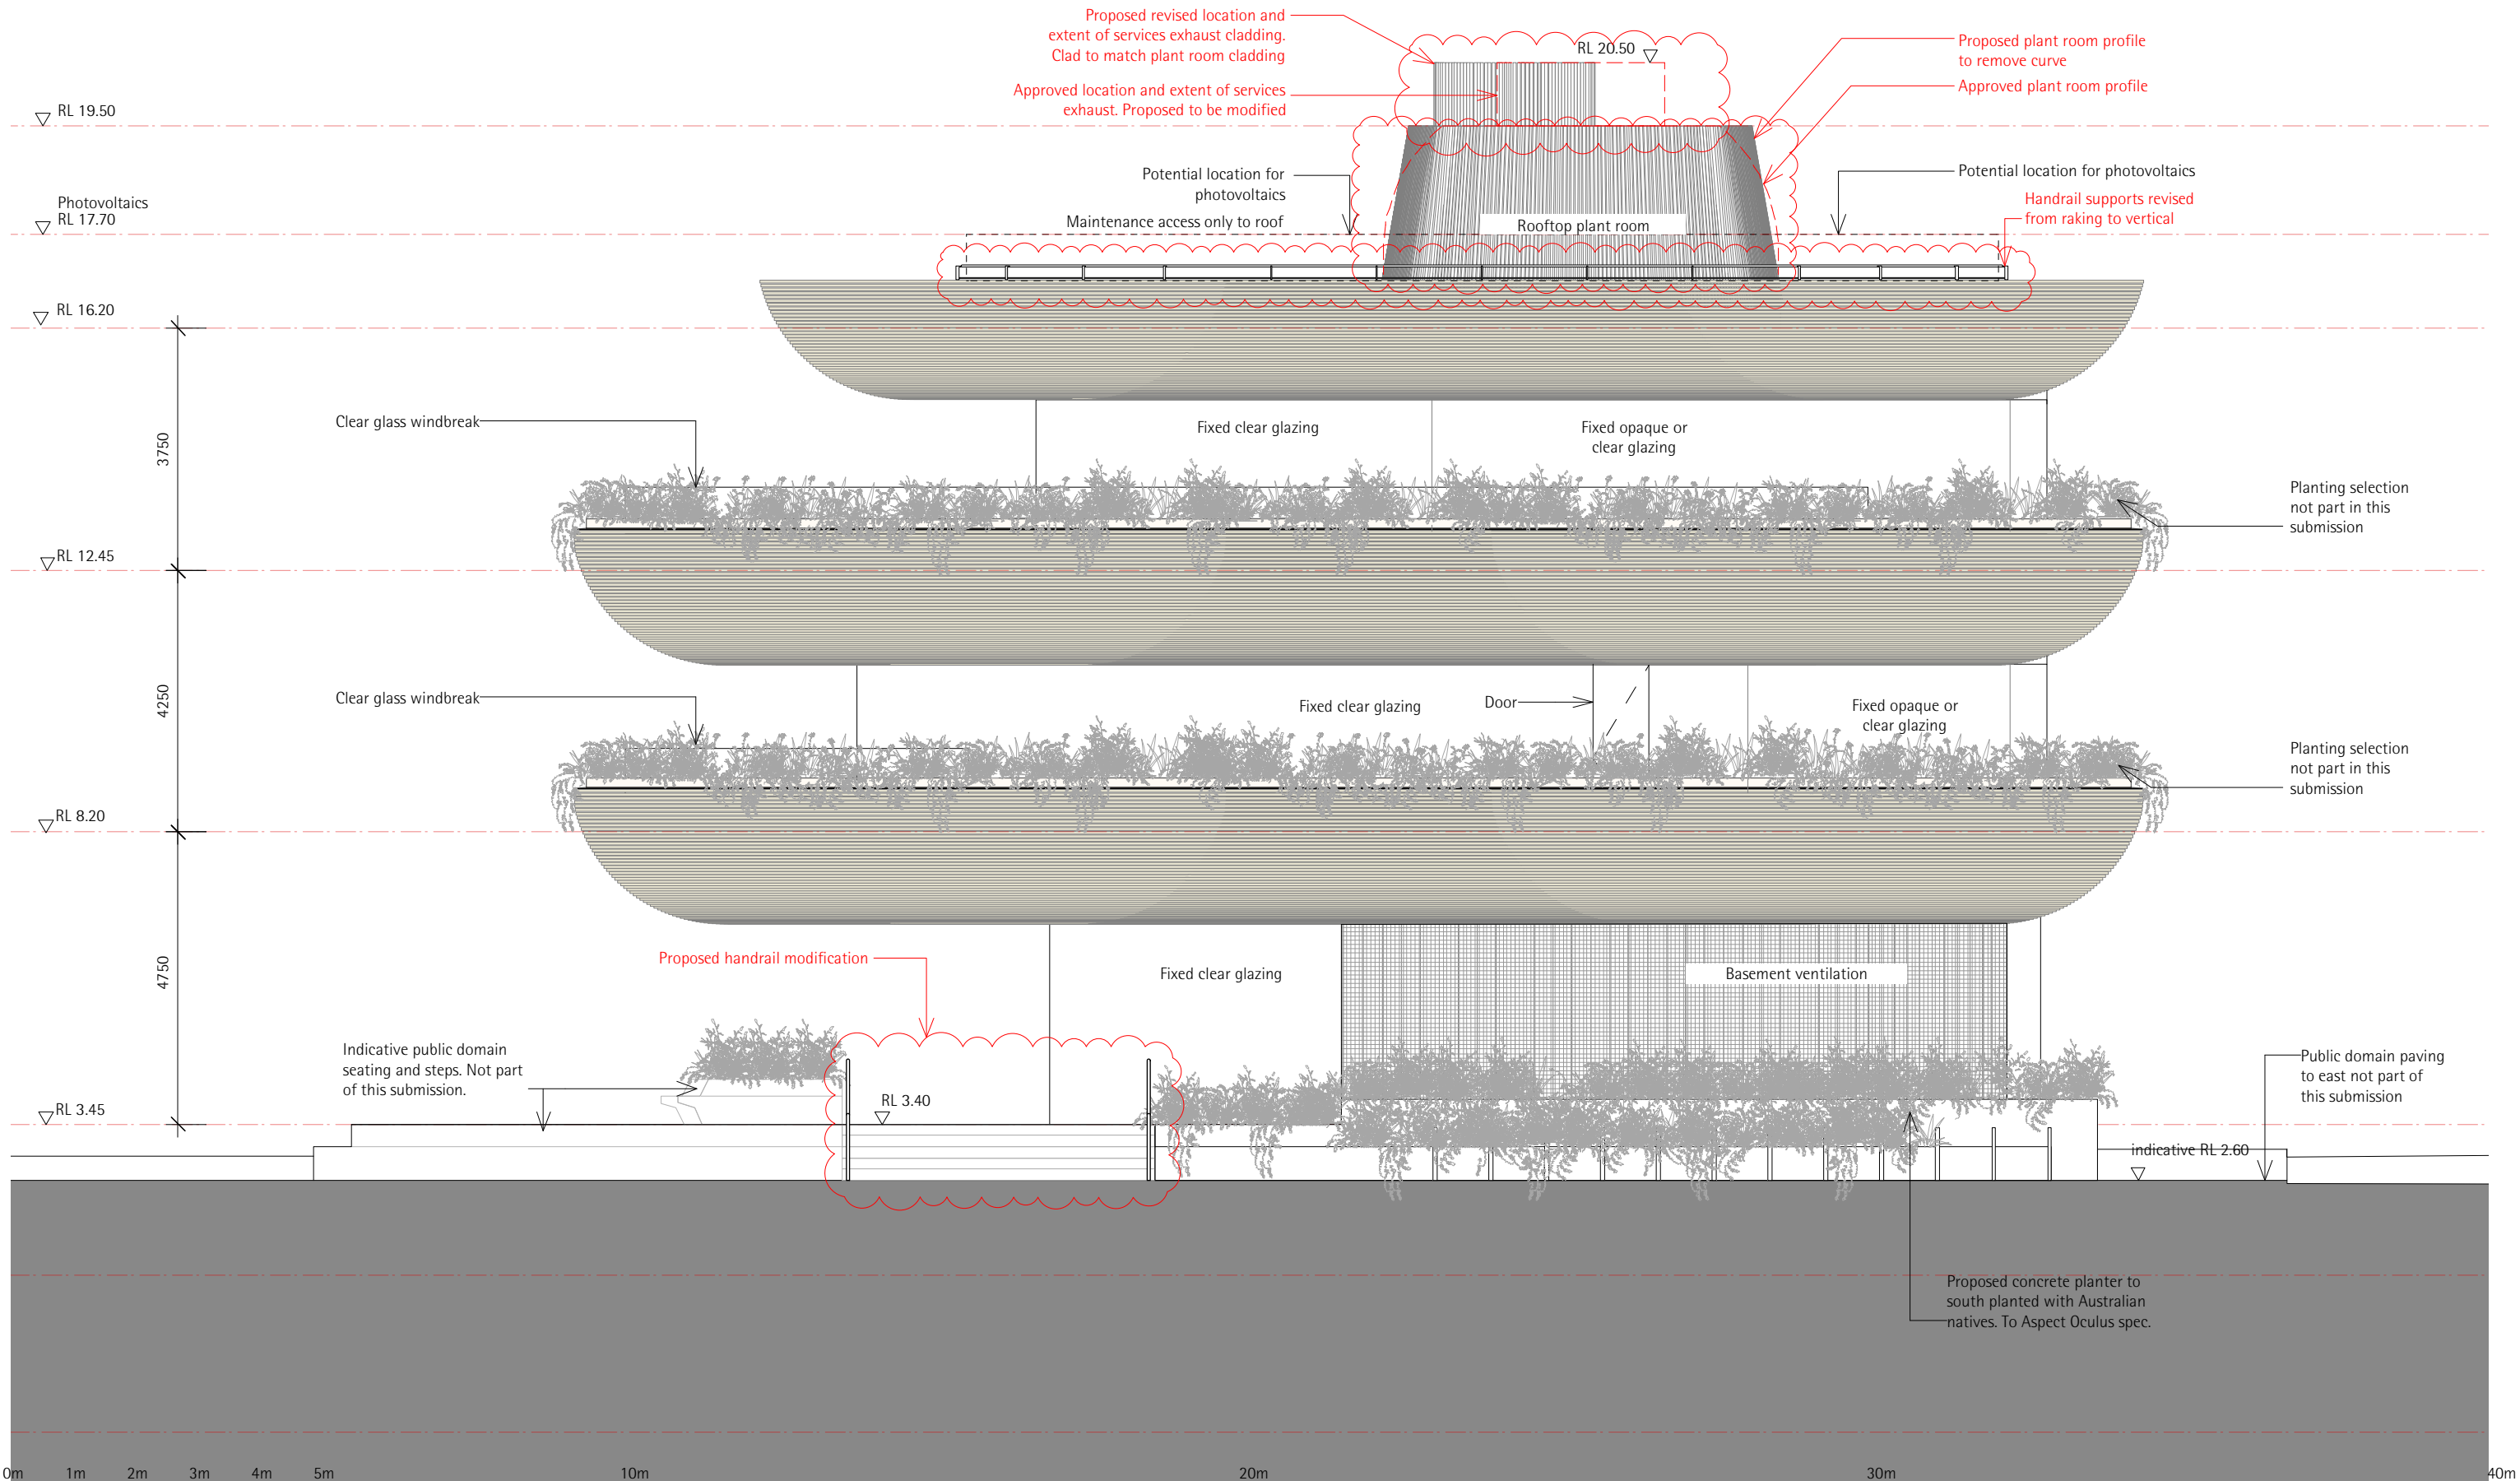 Proposed revised location and
extent of services exhaust cladding.
Clad to match plant room cladding
RL 20.50
Proposed plant room profile
to remove curve
Approved location and extent of services
exhaust. Proposed to be modified
Approved plant room profile
RL 19.50
Potential location for
photovoltaics
Potential location for photovoltaics
Photovoltaics
RL 17.70
Maintenance access only to roof
Rooftop plant room
Handrail supports revised
from raking to vertical
RL 16.20
Clear glass windbreak
Fixed clear glazing
Fixed opaque or
clear glazing
3750
Planting selection
not part in this
submission
RL 12.45
Clear glass windbreak
4250
Fixed clear glazing
Door
Fixed opaque or
clear glazing
Planting selection
not part in this
submission
RL 8.20
4750
Proposed handrail modification
Fixed clear glazing
Basement ventilation
Indicative public domain
seating and steps. Not part
of this submission.
Public domain paving
to east not part of
this submission
RL 3.45
RL 3.40
indicative RL 2.60
Proposed concrete planter to
south planted with Australian
natives. To Aspect Oculus spec.
0m 1m 2m 3m 4m 5m 10m 20m 30m 40m